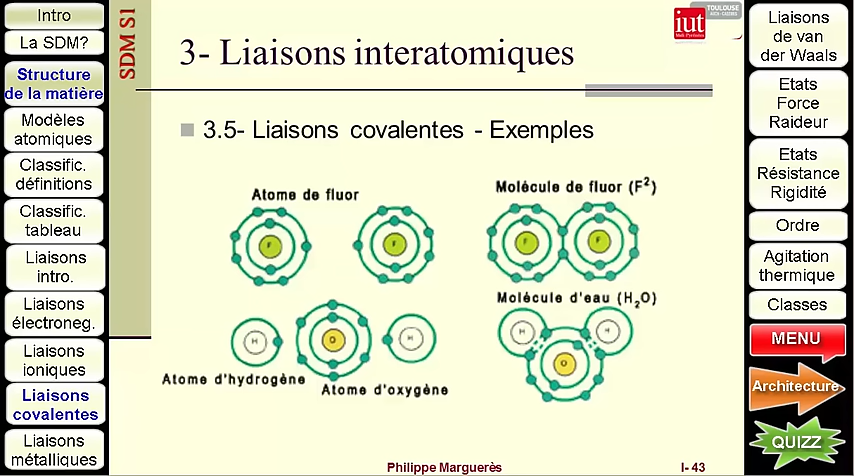 Intro
La SDM?
Structure
de la matière
Modèles
atomiques
Classific.
définitions
Classific.
tableau
Liaisons
intro.
Liaisons
électroneg.
Liaisons
ioniques
Liaisons
covalentes
Liaisons
métalliques
SDM S1
iut
TOULOUSE
3- Liaisons interatomiques
3.5- Liaisons covalentes - Exemples
Atome de fluor
F
F
Molécule de fluor (F²)
F
F
Atome d'hydrogène
H
O
H
Atome d'oxygène
Molécule d'eau (H₂O)
H
H
O
Philippe Marguerès
I- 43
Liaisons
de van
der Waals
Etats
Force
Raideur
Etats
Résistance
Rigidité
Ordre
Agitation
thermique
Classes
MENU
Architecture
QUIZZ